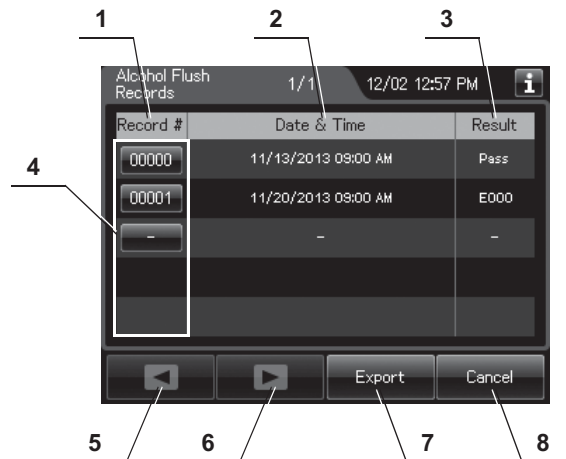 1 2 3
Alcohol Flush
Records
1/1 12/02 12:57 PM i
Record # Date & Time Result
4
00000 11/13/2013 09:00 AM Pass
00001 11/20/2013 09:00 AM E000
– – –
Export Cancel
5 6 7 8